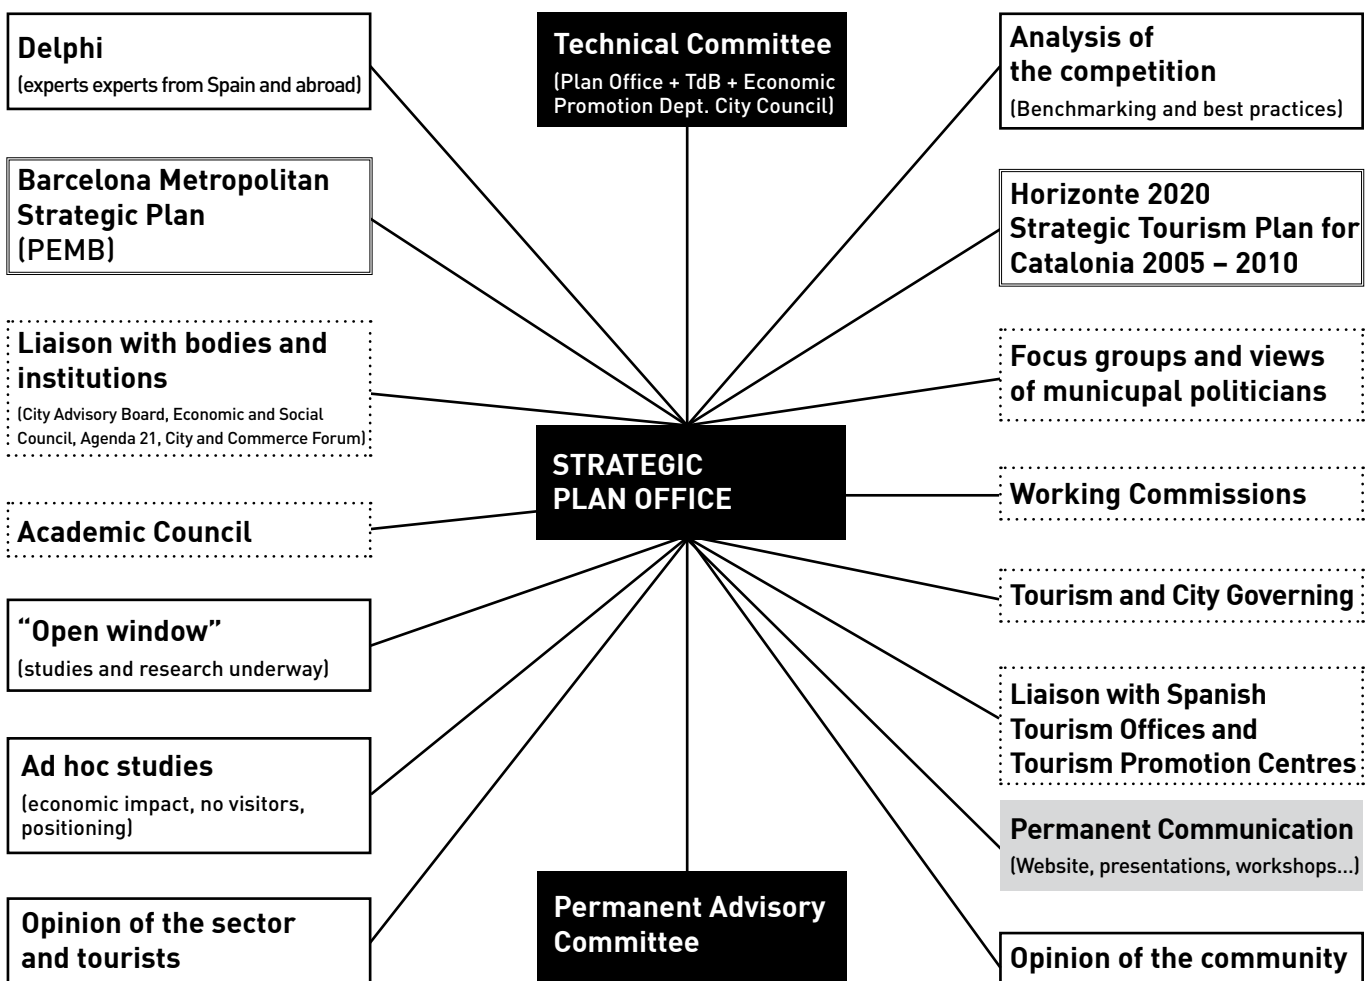 Delphi
(experts experts from Spain and abroad)
Barcelona Metropolitan
Strategic Plan
(PEMB)
Liaison with bodies and
institutions
(City Advisory Board, Economic and Social
Council, Agenda 21, City and Commerce Forum)
Academic Council
“Open window”
(studies and research underway)
Ad hoc studies
(economic impact, no visitors,
positioning)
Opinion of the sector
and tourists
Technical Committee
(Plan Office + TdB + Economic
Promotion Dept. City Council)
STRATEGIC
PLAN OFFICE
Permanent Advisory
Committee
Analysis of
the competition
(Benchmarking and best practices)
Horizonte 2020
Strategic Tourism Plan for
Catalonia 2005 – 2010
Focus groups and views
of municupal politicians
Working Commissions
Tourism and City Governing
Liaison with Spanish
Tourism Offices and
Tourism Promotion Centres
Permanent Communication
(Website, presentations, workshops...)
Opinion of the community